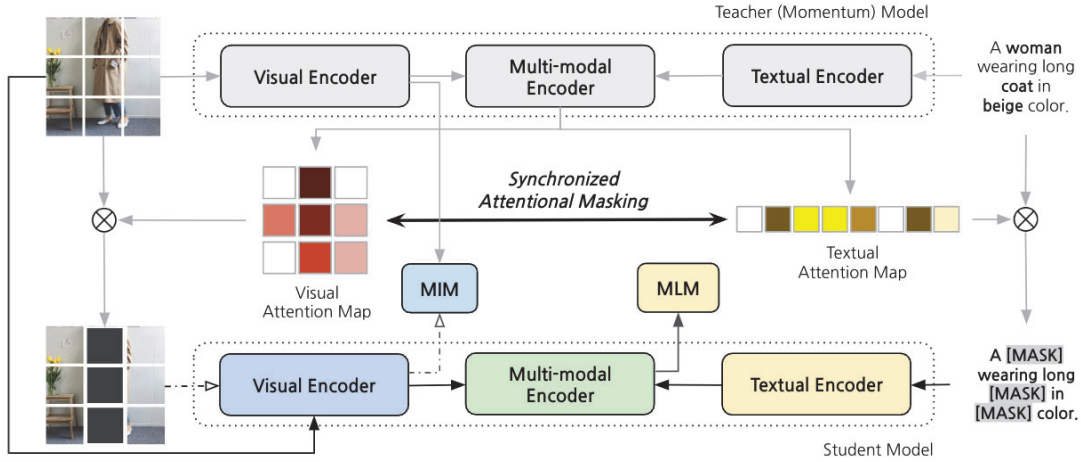 Teacher (Momentum) Model
Visual Encoder
Multi-modal
Encoder
Textual Encoder
A woman
wearing long
coat in
beige color.
Synchronized
Attentional Masking
Visual
Attention Map
Textual
Attention Map
MIM
MLM
Visual Encoder
Multi-modal
Encoder
Textual Encoder
A [MASK]
wearing long
[MASK] in
[MASK] color.
Student Model